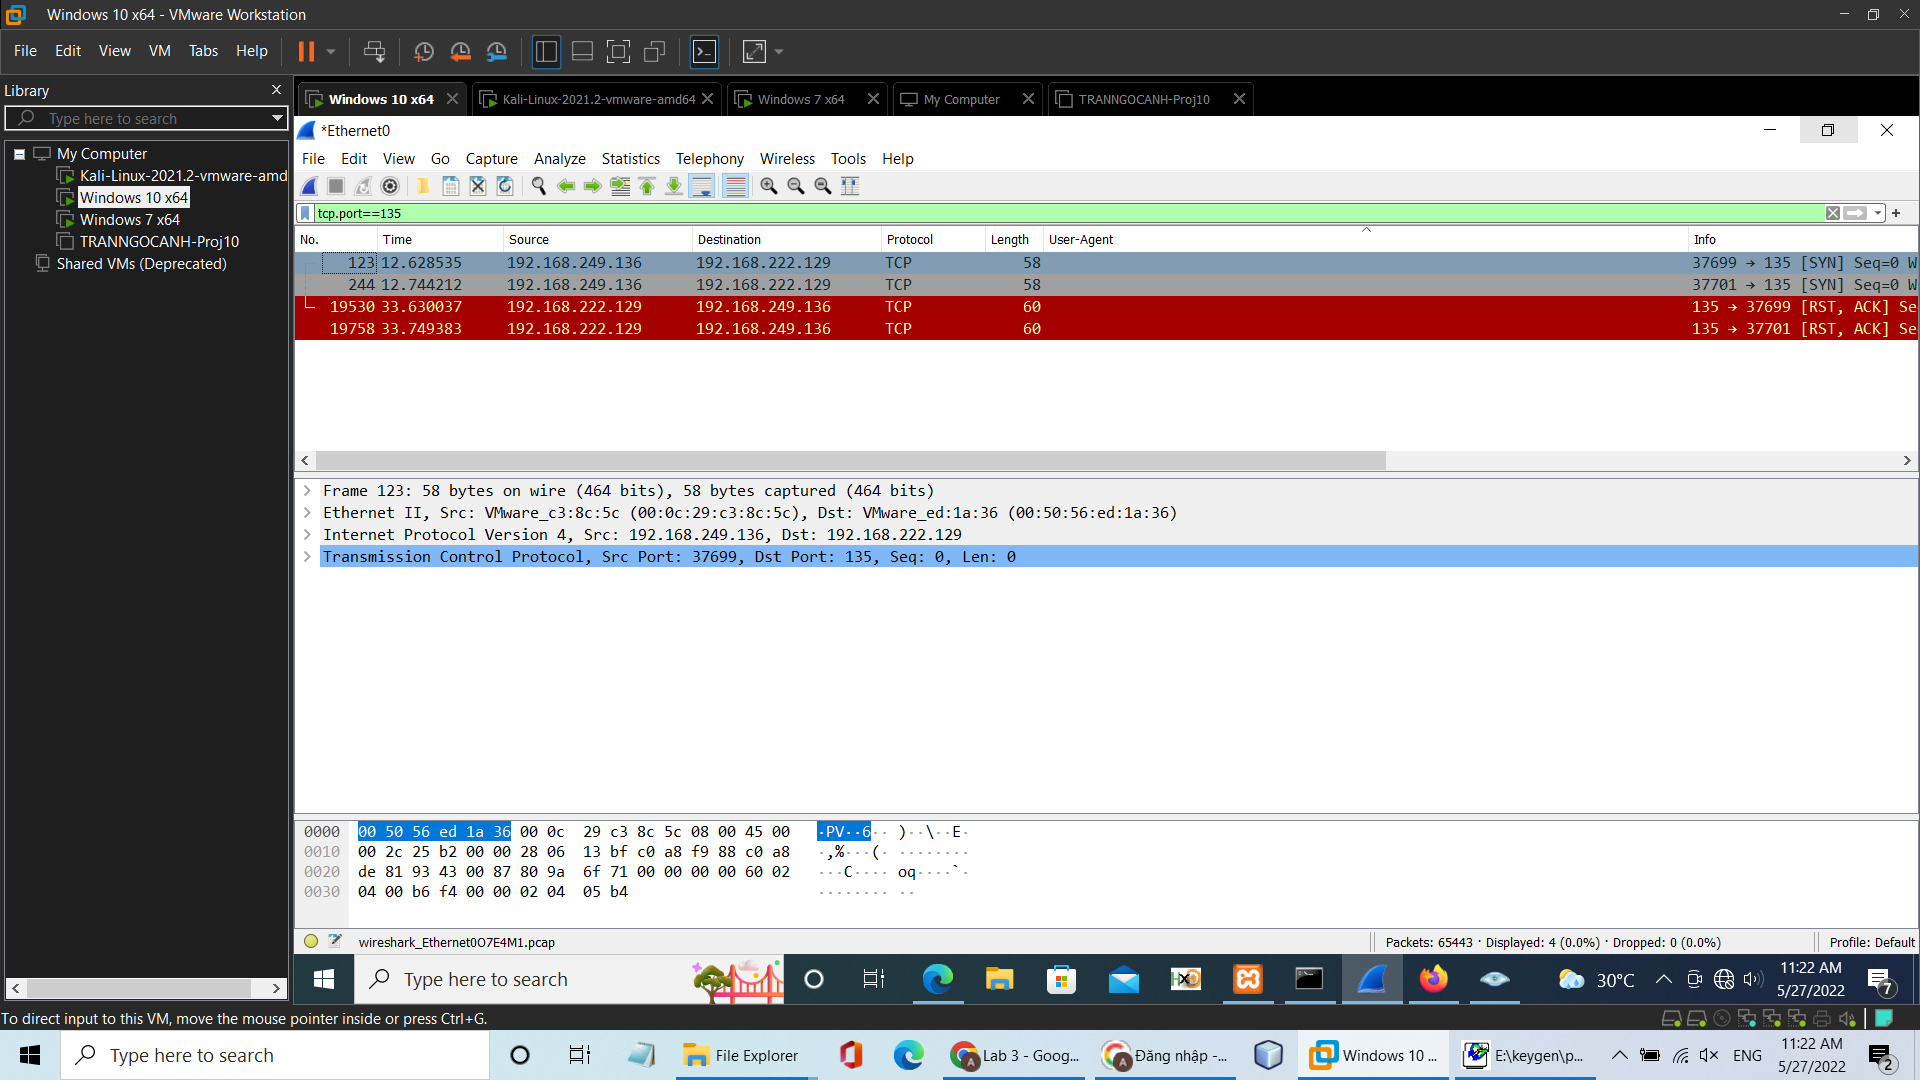 Windows 10 x64 - VMware Workstation
File Edit View VM Tabs Help
Library
Type here to search
My Computer
Kali-Linux-2021.2-vmware-amd
Windows 10 x64
Windows 7 x64
TRANNGOCANH-Proj10
Shared VMs (Deprecated)
Windows 10 x64 Kali-Linux-2021.2-vmware-amd64 Windows 7 x64 My Computer TRANNGOCANH-Proj10
*Ethernet0
File Edit View Go Capture Analyze Statistics Telephony Wireless Tools Help
tcp.port==135
No. Time Source Destination Protocol Length User-Agent Info
123 12.628535 192.168.249.136 192.168.222.129 TCP 58 37699 → 135 [SYN] Seq=0 W
244 12.744212 192.168.249.136 192.168.222.129 TCP 58 37701 → 135 [SYN] Seq=0 W
19530 33.630037 192.168.222.129 192.168.249.136 TCP 60 135 → 37699 [RST, ACK] Se
19758 33.749383 192.168.222.129 192.168.249.136 TCP 60 135 → 37701 [RST, ACK] Se
Frame 123: 58 bytes on wire (464 bits), 58 bytes captured (464 bits)
Ethernet II, Src: VMware_c3:8c:5c (00:0c:29:c3:8c:5c), Dst: VMware_ed:1a:36 (00:50:56:ed:1a:36)
Internet Protocol Version 4, Src: 192.168.249.136, Dst: 192.168.222.129
Transmission Control Protocol, Src Port: 37699, Dst Port: 135, Seq: 0, Len: 0
0000 00 50 56 ed 1a 36 00 0c 29 c3 8c 5c 08 00 45 00 ·PV··6·· )··\··E·
0010 00 2c 25 b2 00 00 28 06 13 bf c0 a8 f9 88 c0 a8 ·,%···(· ········
0020 de 81 93 43 00 87 80 9a 6f 71 00 00 00 00 60 02 ···C···· oq····`·
0030 04 00 b6 f4 00 00 02 04 05 b4 ········ ··
wireshark_Ethernet0O7E4M1.pcap
Packets: 65443 · Displayed: 4 (0.0%) · Dropped: 0 (0.0%)
Profile: Default
Type here to search
30°C
11:22 AM
5/27/2022
7
To direct input to this VM, move the mouse pointer inside or press Ctrl+G.
Type here to search
File Explorer
Lab 3 - Goog...
Đăng nhập -...
Windows 10 ...
E:\keygen\p...
ENG
11:22 AM
5/27/2022
2